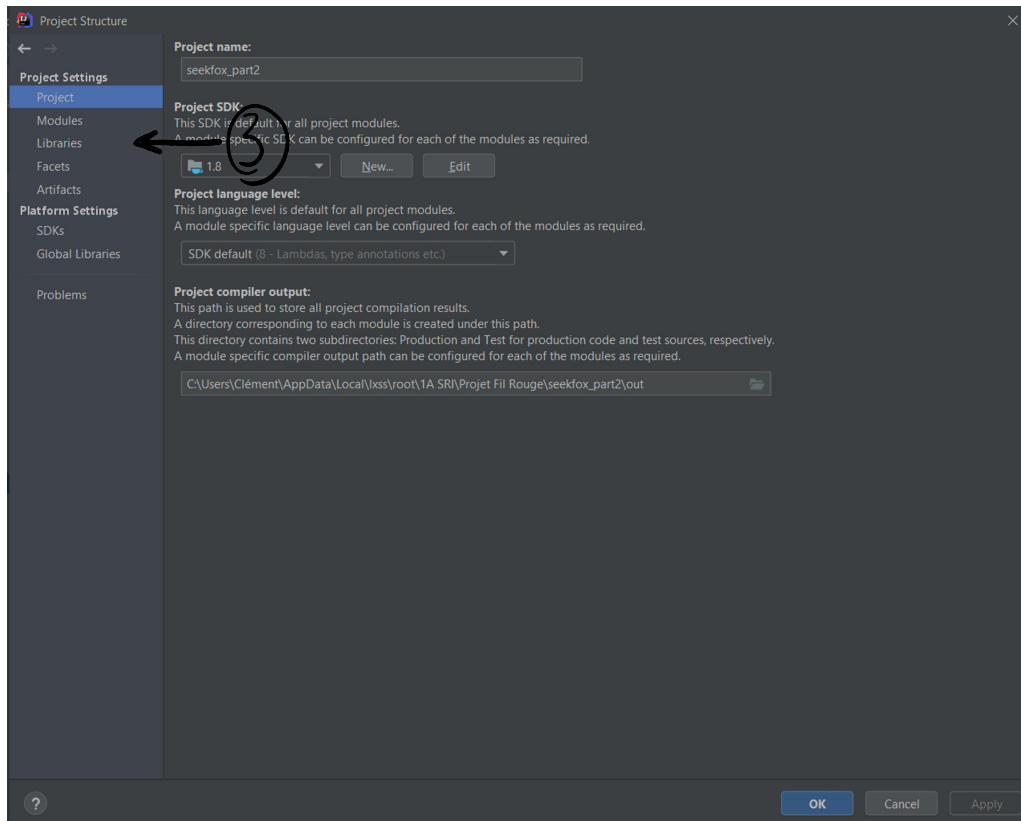 Project Structure
Project Settings
Project
Modules
Libraries
Facets
Artifacts
Platform Settings
SDKs
Global Libraries
Problems
Project name:
seekfox_part2
Project SDK:
This SDK is default for all project modules.
A module specific SDK can be configured for each of the modules as required.
3
1.8
New...
Edit
Project language level:
This language level is default for all project modules.
A module specific language level can be configured for each of the modules as required.
SDK default (8 - Lambdas, type annotations etc.)
Project compiler output:
This path is used to store all project compilation results.
A directory corresponding to each module is created under this path.
This directory contains two subdirectories: Production and Test for production code and test sources, respectively.
A module specific compiler output path can be configured for each of the modules as required.
C:\Users\Clément\AppData\Local\lxss\root\1A SRI\Projet Fil Rouge\seekfox_part2\out
?
OK
Cancel
Apply